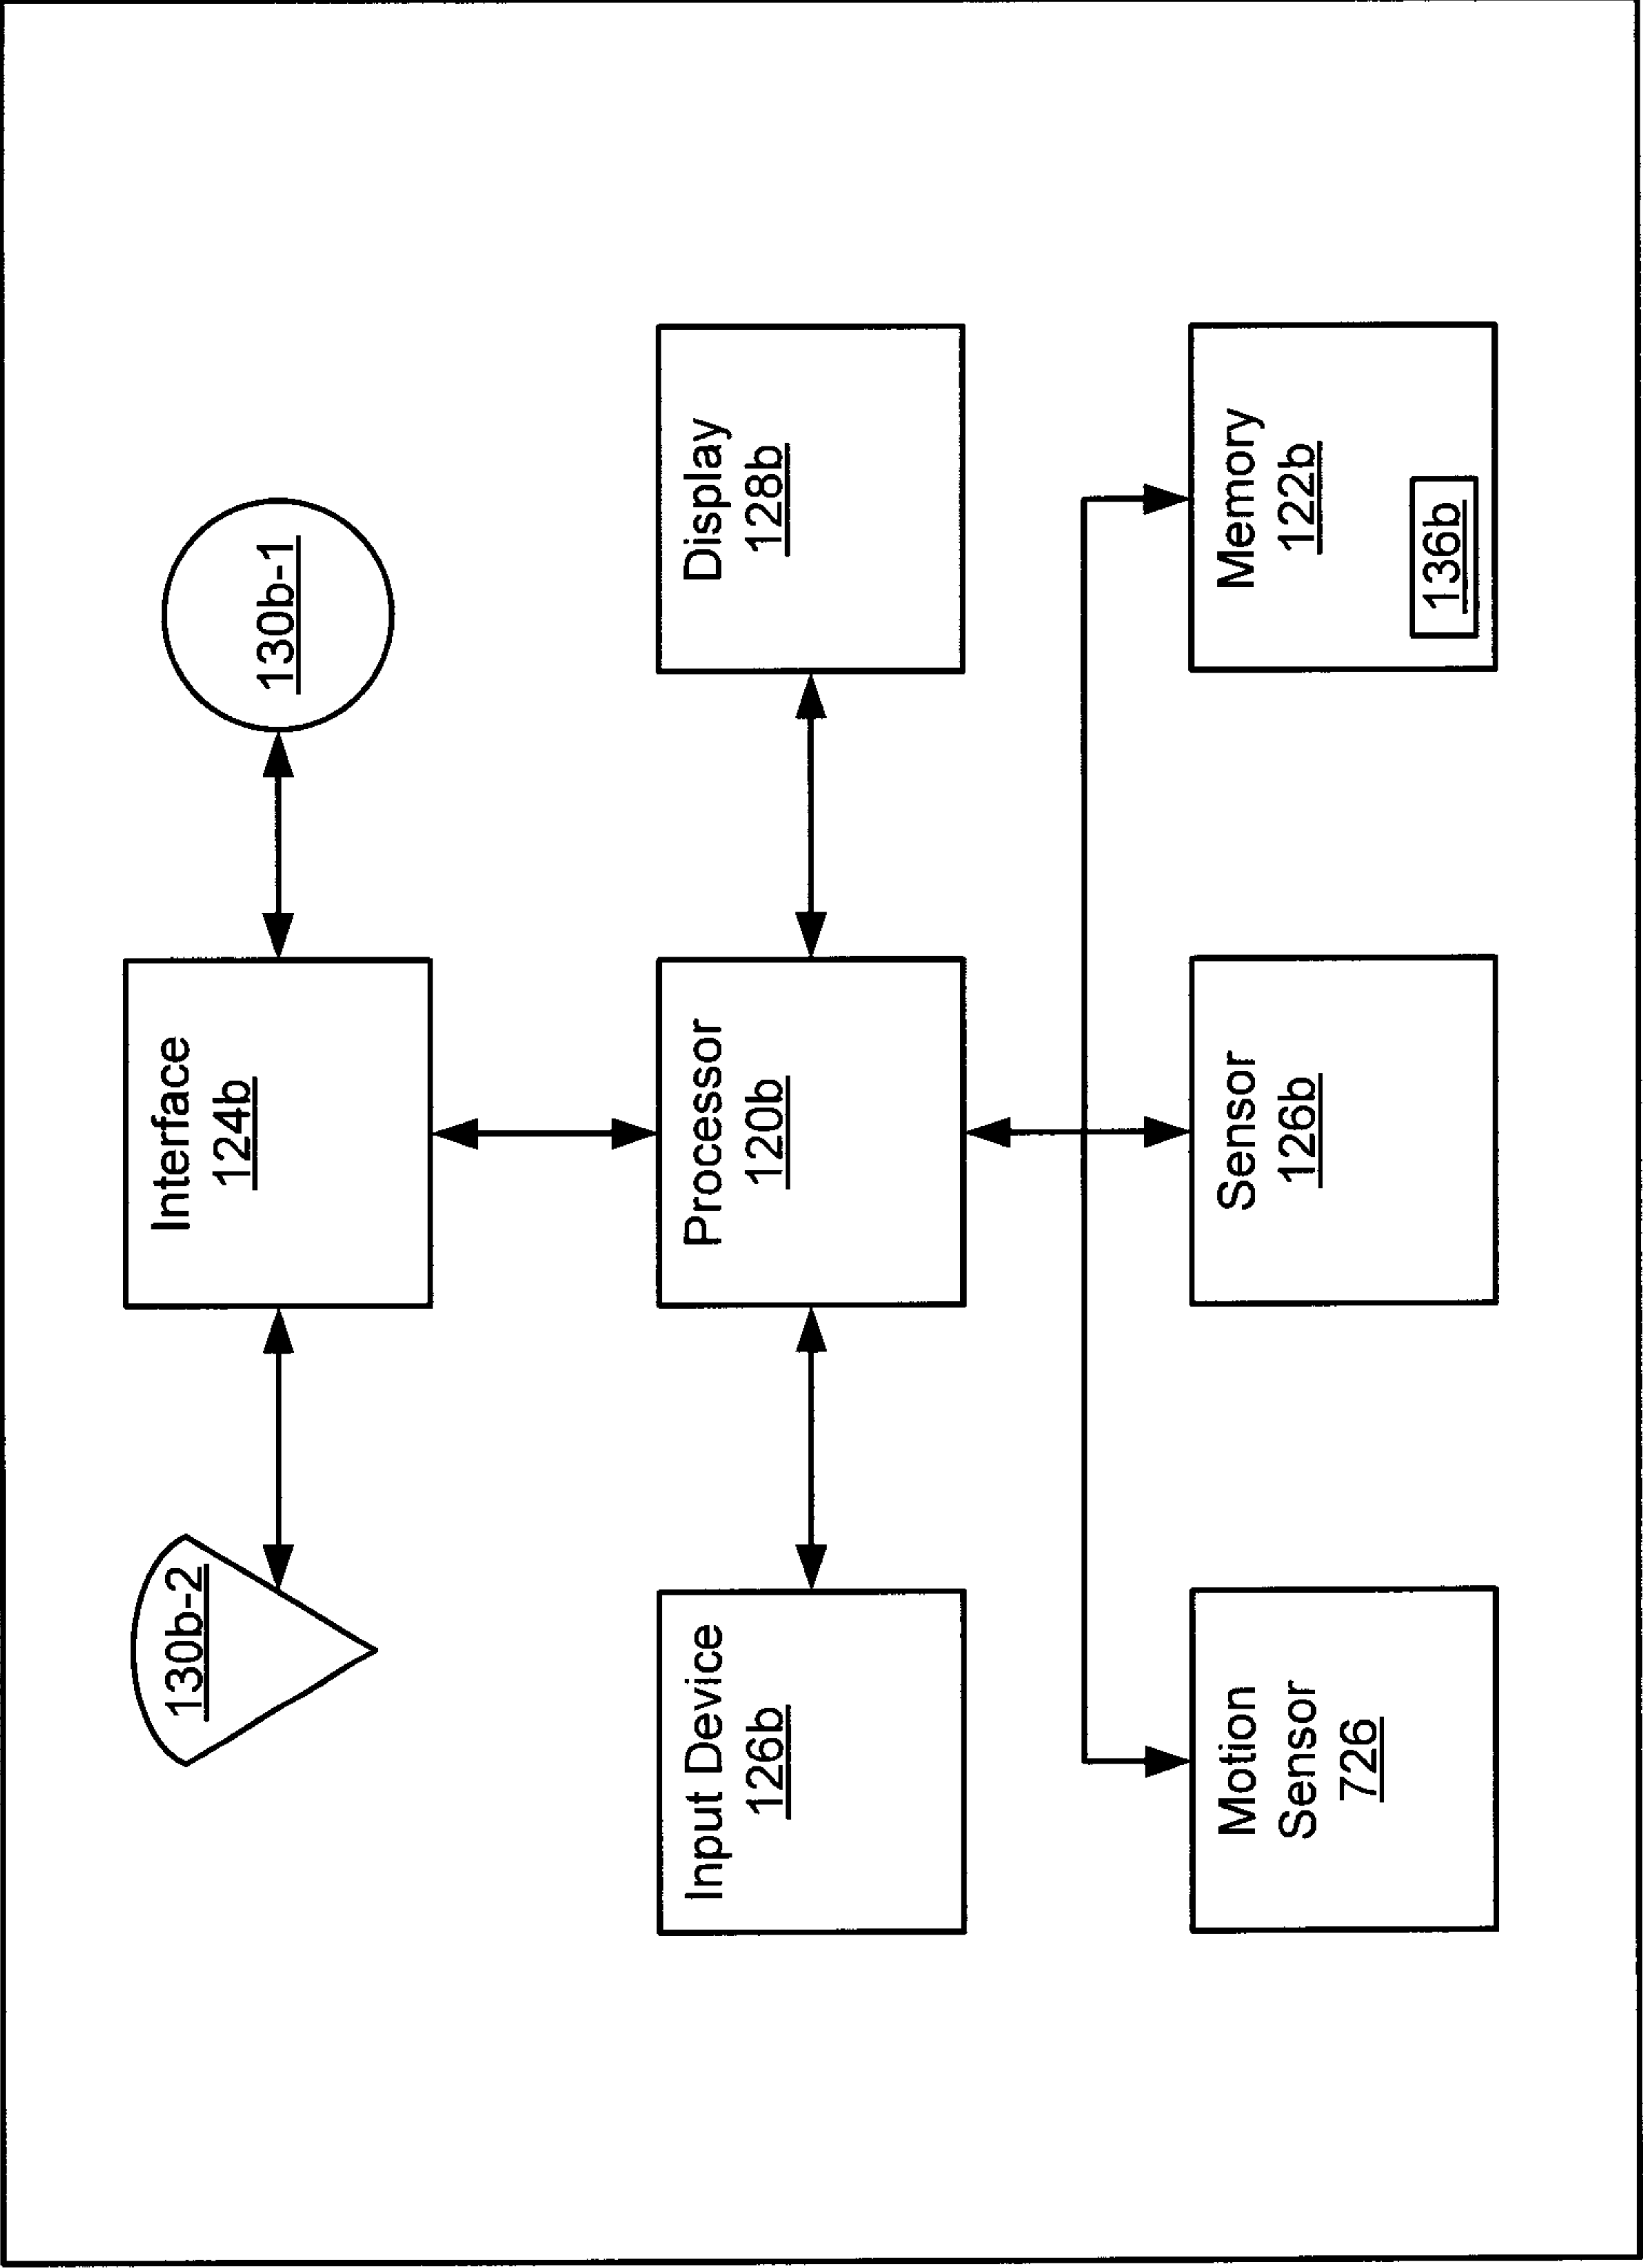 130b-2
Interface
124b
130b-1
Input Device
126b
Processor
120b
Display
128b
Motion
Sensor
726
Sensor
126b
Memory
122b
136b